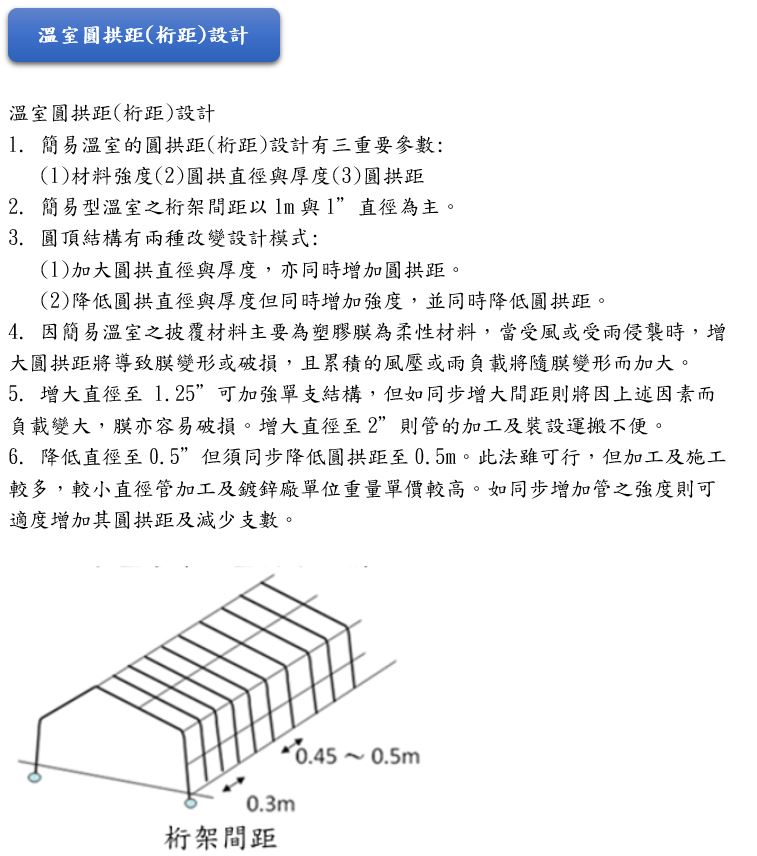 溫室圓拱距(桁距)設計
溫室圓拱距(桁距)設計
1. 簡易溫室的圓拱距(桁距)設計有三重要參數:
(1)材料強度(2)圓拱直徑與厚度(3)圓拱距
2. 簡易型溫室之桁架間距以 1m 與 1” 直徑為主。
3. 圓頂結構有兩種改變設計模式:
(1)加大圓拱直徑與厚度，亦同時增加圓拱距。
(2)降低圓拱直徑與厚度但同時增加強度，並同時降低圓拱距。
4. 因簡易溫室之披覆材料主要為塑膠膜為柔性材料，當受風或受雨侵襲時，增
大圓拱距將導致膜變形或破損，且累積的風壓或雨負載將隨膜變形而加大。
5. 增大直徑至 1.25” 可加強單支結構，但如同步增大間距則將因上述因素而
負載變大，膜亦容易破損。增大直徑至 2” 則管的加工及裝設運搬不便。
6. 降低直徑至 0.5” 但須同步降低圓拱距至 0.5m。此法雖可行，但加工及施工
較多，較小直徑管加工及鍍鋅廠單位重量單價較高。如同步增加管之強度則可
適度增加其圓拱距及減少支數。
0.45 ～ 0.5m
0.3m
桁架間距